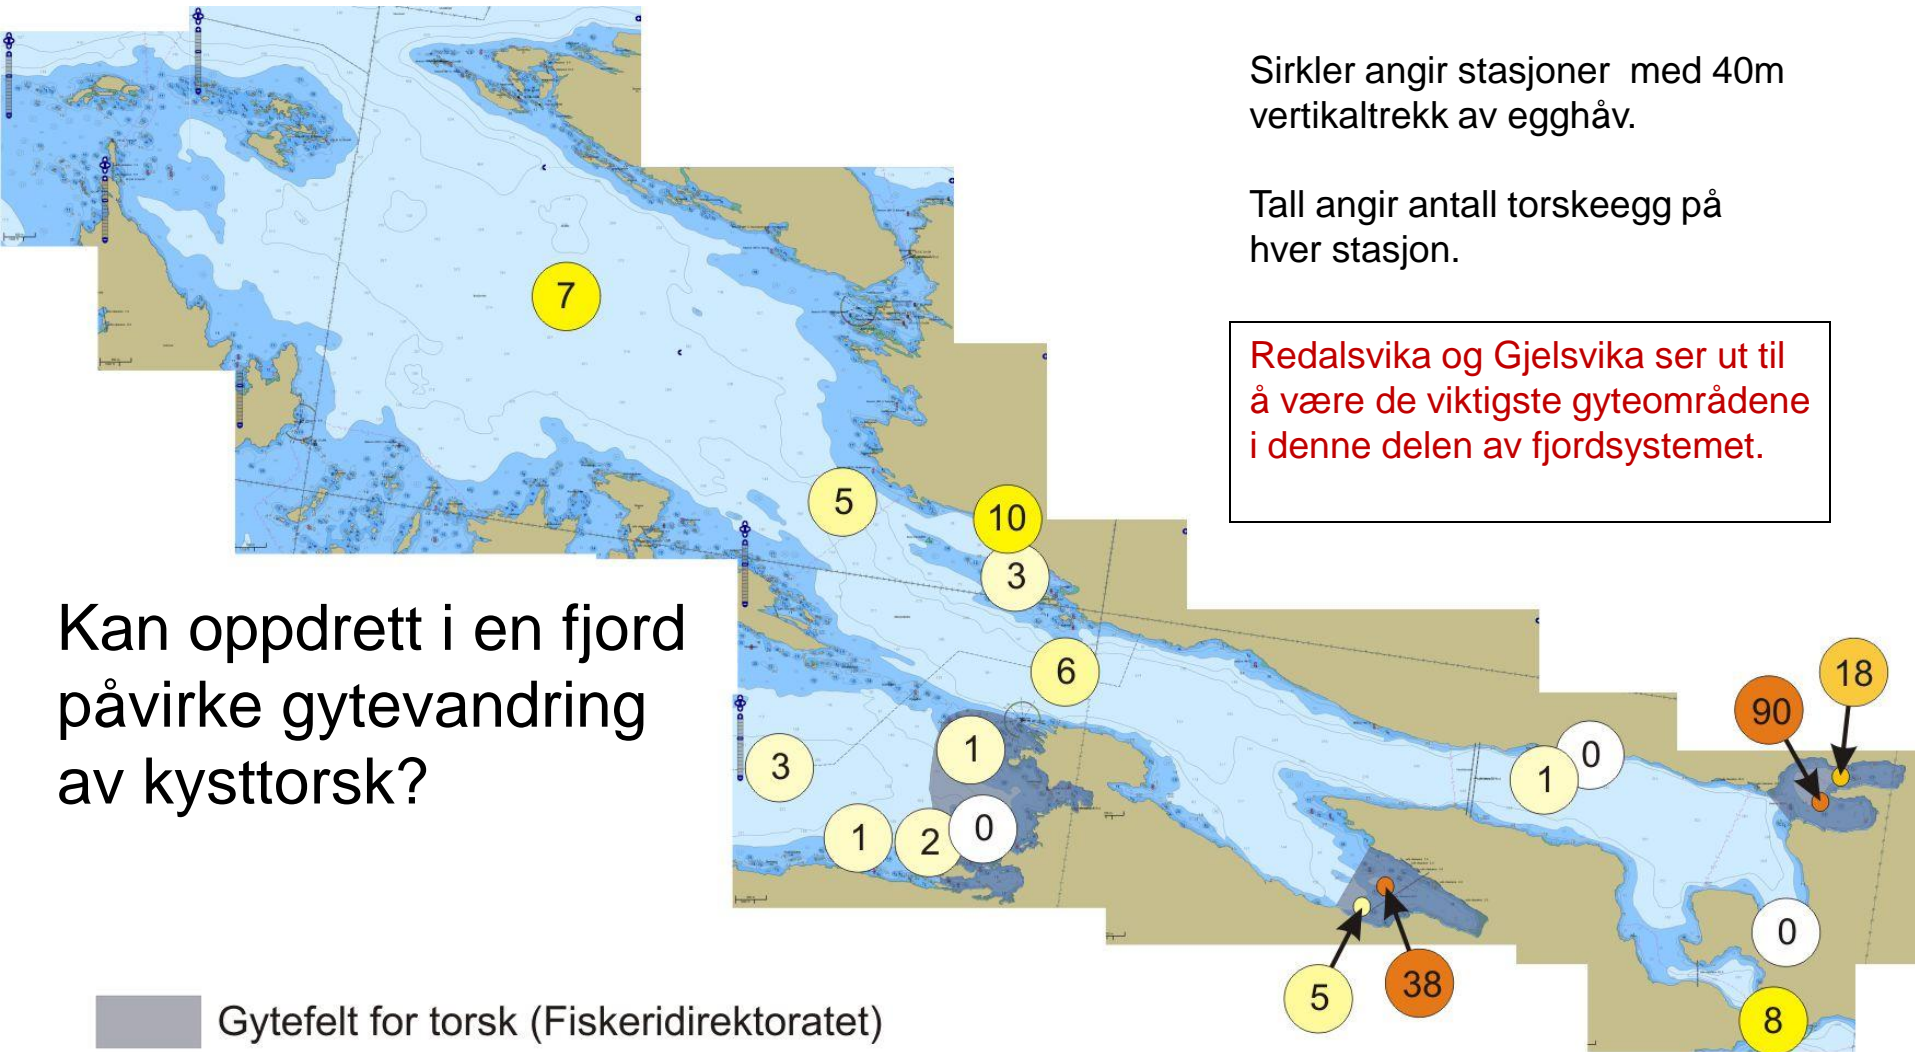 Sirkler angir stasjoner  med 40m
vertikaltrekk av egghåv.
Tall angir antall torskeegg på
hver stasjon.
Redalsvika og Gjelsvika ser ut til
å være de viktigste gyteområdene
i denne delen av fjordsystemet.
7
5
10
3
6
Kan oppdrett i en fjord
påvirke gytevandring
av kysttorsk?
18
90
1
0
3
1
1
2
0
0
5
38
8
Gytefelt for torsk (Fiskeridirektoratet)